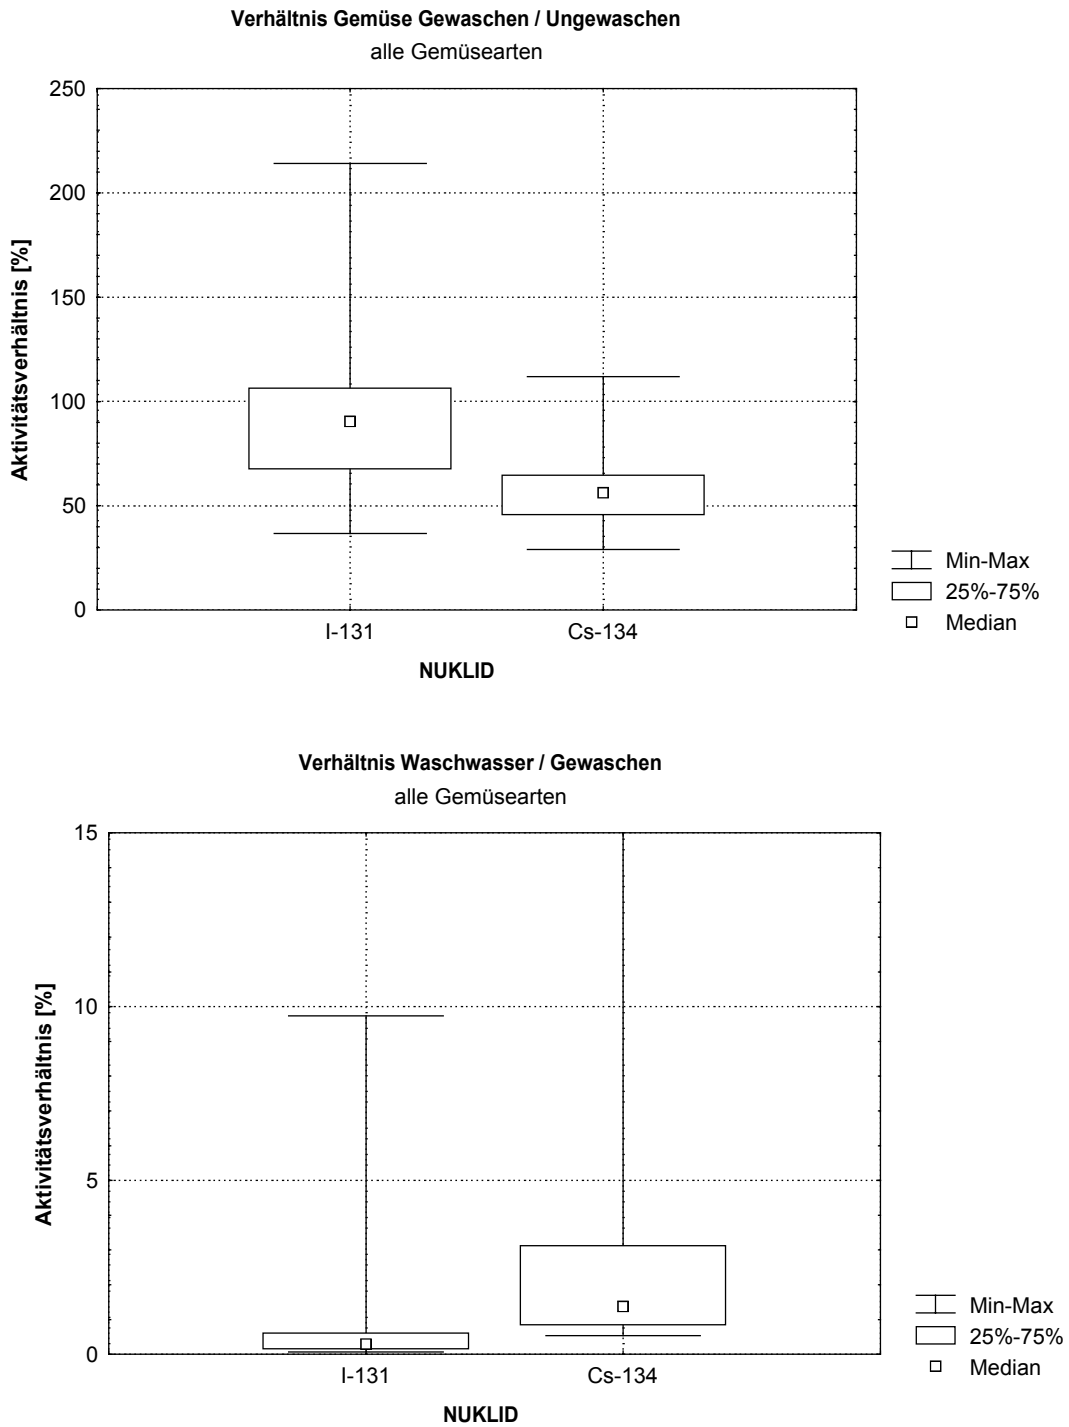 Verhältnis Gemüse Gewaschen / Ungewaschen
alle Gemüsearten
Aktivitätsverhältnis [%]
250
200
150
100
50
0
I-131
Cs-134
NUKLID
Min-Max
25%-75%
Median
Verhältnis Waschwasser / Gewaschen
alle Gemüsearten
Aktivitätsverhältnis [%]
15
10
5
0
I-131
Cs-134
NUKLID
Min-Max
25%-75%
Median